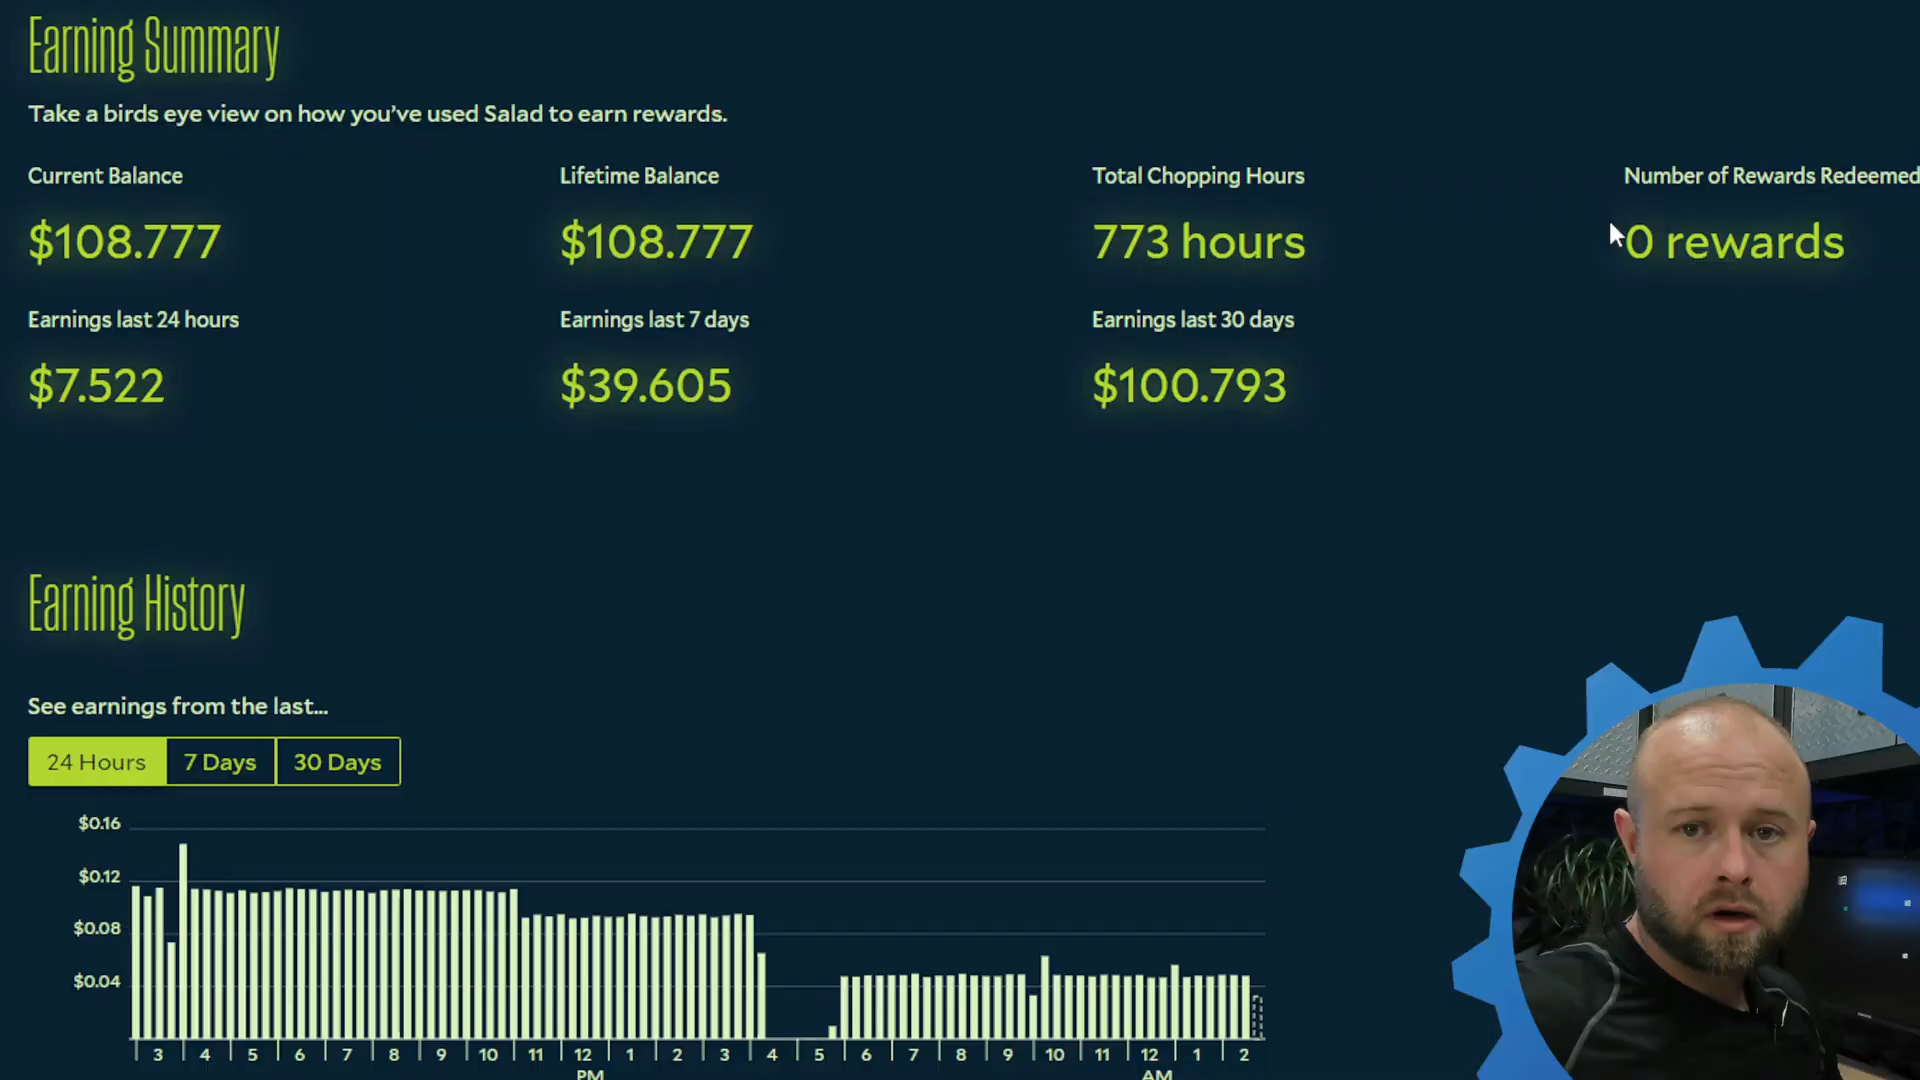 Earning Summary
Take a birds eye view on how you've used Salad to earn rewards.
Current Balance
Lifetime Balance
Total Chopping Hours
Number of Rewards Redeemed
$108.777
$108.777
773 hours
0 rewards
Earnings last 24 hours
Earnings last 7 days
Earnings last 30 days
$7.522
$39.605
$100.793
Earning History
See earnings from the last...
24 Hours
7 Days
30 Days
$0.16
$0.12
$0.08
$0.04
3 4 5 6 7 8 9 10 11 12 1 2 3 4 5 6 7 8 9 10 11 12 1 2
PM AM